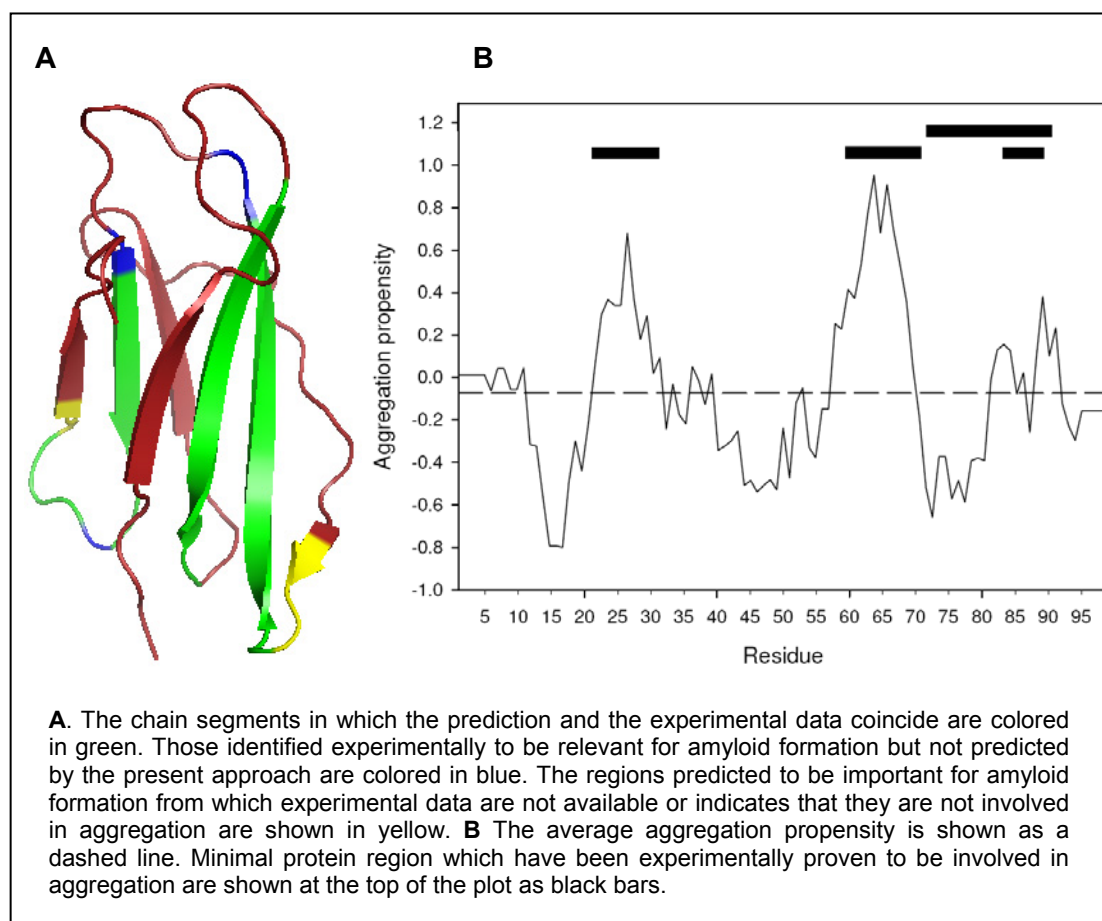 A
B
1.2
1.0
0.8
0.6
0.4
0.2
0.0
-0.2
-0.4
-0.6
-0.8
-1.0
Aggregation propensity
5 10 15 20 25 30 35 40 45 50 55 60 65 70 75 80 85 90 95
Residue
A. The chain segments in which the prediction and the experimental data coincide are colored
in green. Those identified experimentally to be relevant for amyloid formation but not predicted
by the present approach are colored in blue. The regions predicted to be important for amyloid
formation from which experimental data are not available or indicates that they are not involved
in aggregation are shown in yellow. B The average aggregation propensity is shown as a
dashed line. Minimal protein region which have been experimentally proven to be involved in
aggregation are shown at the top of the plot as black bars.